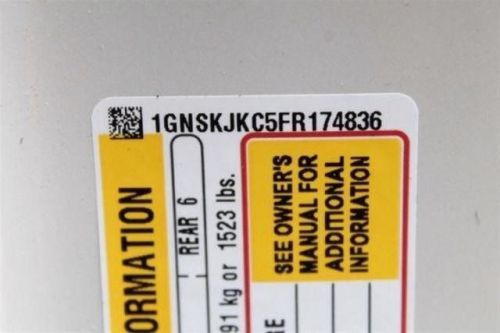 1GNSKJKC5FR174836
ORMATION
REAR 6
91 kg or 1523 lbs.
SEE OWNER'S
MANUAL FOR
ADDITIONAL
INFORMATION